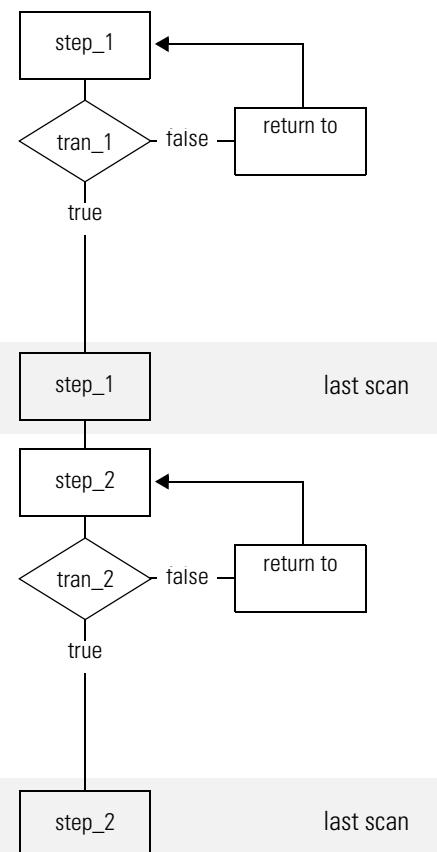 step_1
tran_1
false
return to
true
step_1
last scan
step_2
tran_2
false
return to
true
step_2
last scan